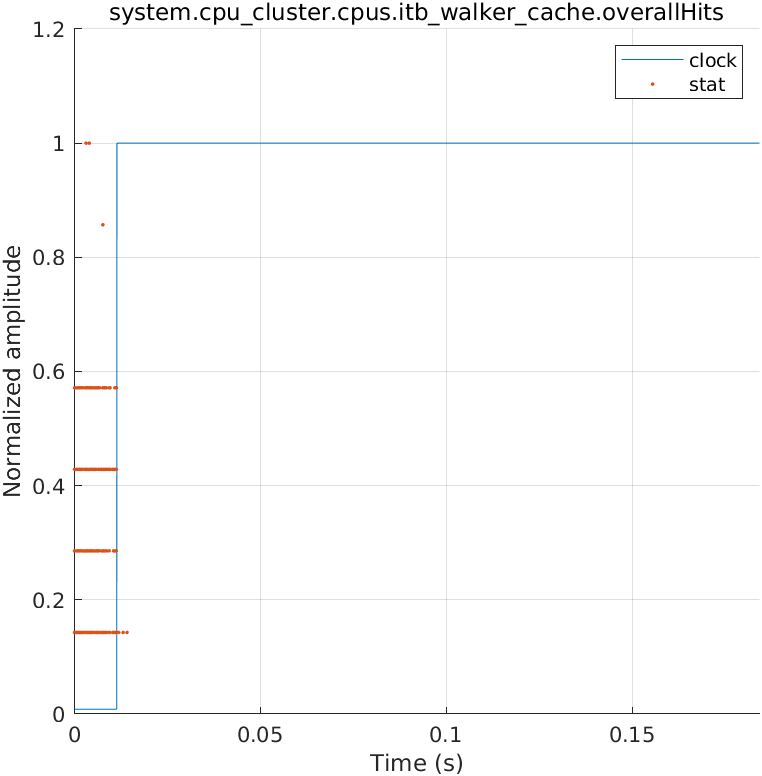 system.cpu_cluster.cpus.itb_walker_cache.overallHits
1.2
clock
stat
1
0.8
0.6
0.4
0.2
0
Normalized amplitude
0
0.05
0.1
0.15
Time (s)